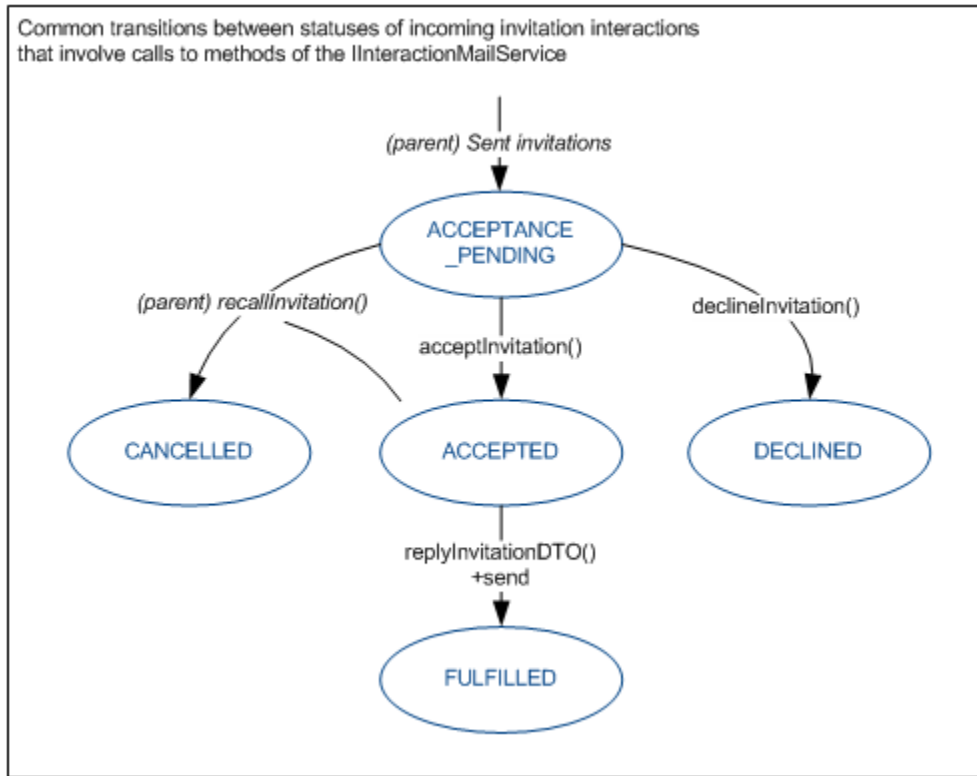 Common transitions between statuses of incoming invitation interactions
that involve calls to methods of the IInteractionMailService
(parent) Sent invitations
ACCEPTANCE
_PENDING
(parent) recallInvitation()
declineInvitation()
acceptInvitation()
CANCELLED
ACCEPTED
DECLINED
replyInvitationDTO()
+send
FULFILLED